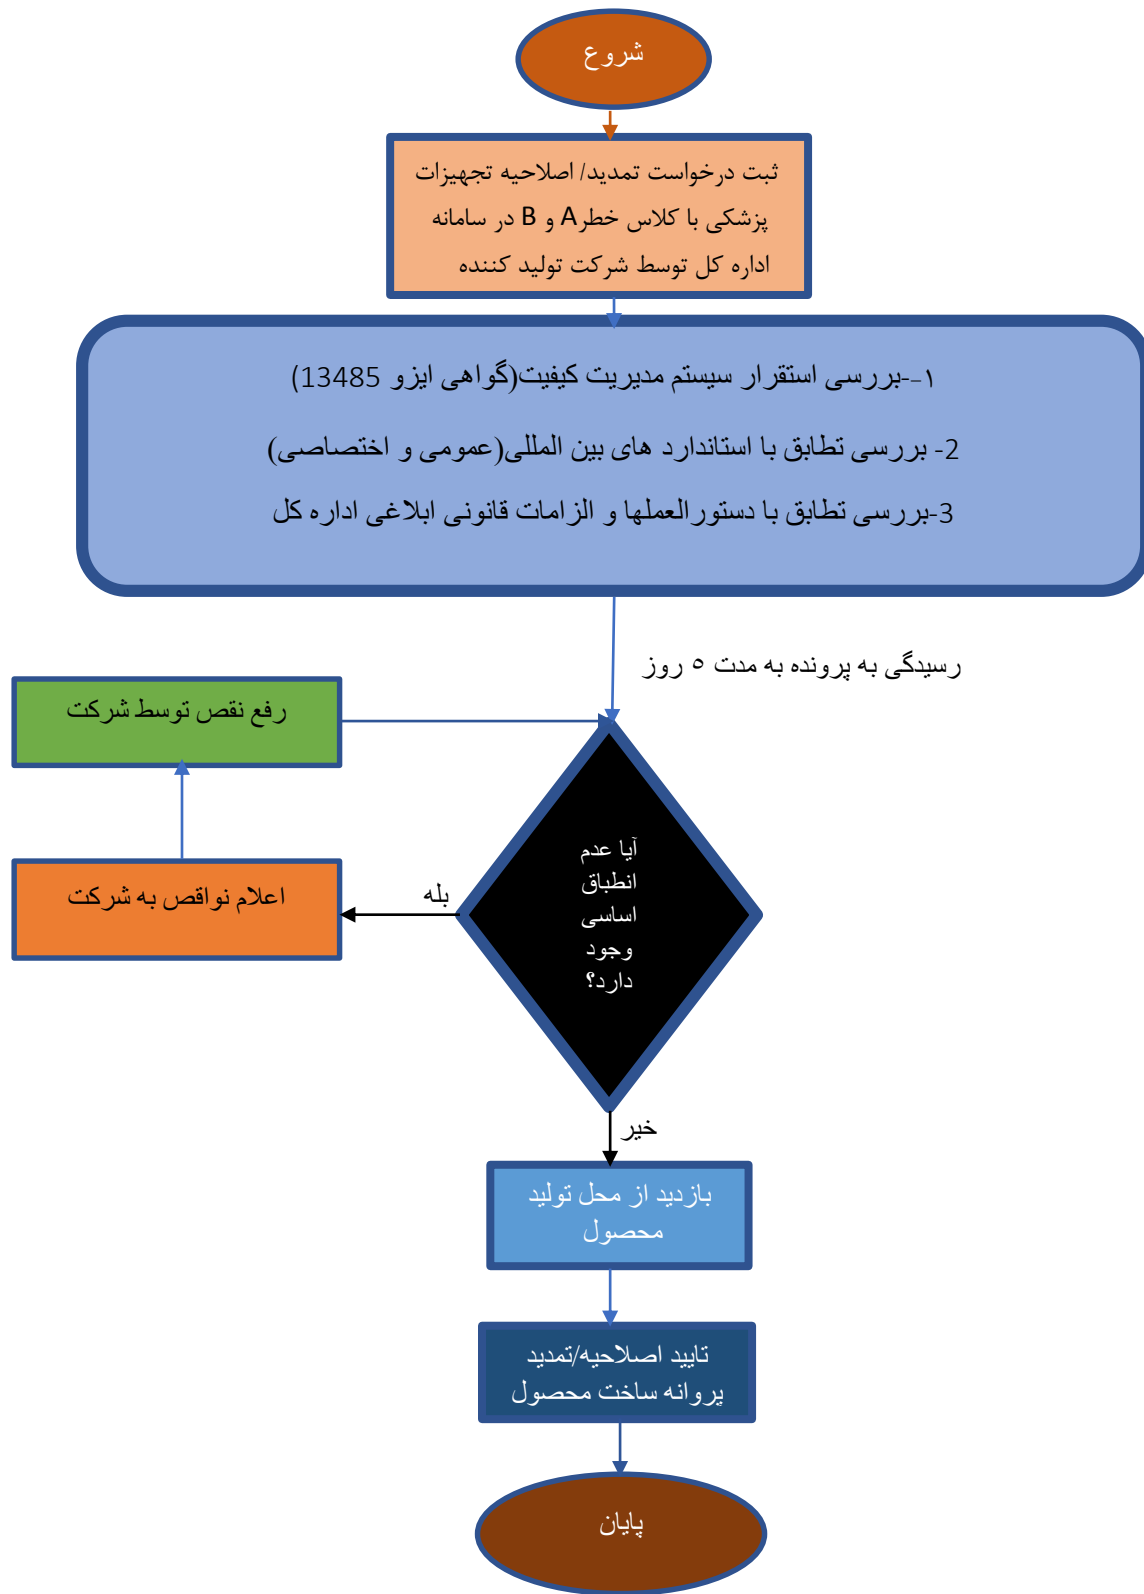 شروع
ثبت درخواست تمدید/ اصلاحیه تجهیزات
پزشکی با کلاس خطرA و B در سامانه
اداره کل توسط شرکت تولید کننده
۱--بررسی استقرار سیستم مدیریت کیفیت(گواهی ایزو 13485)
2- بررسی تطابق با استاندارد های بین المللی(عمومی و اختصاصی)
3-بررسی تطابق با دستورالعملها و الزامات قانونی ابلاغی اداره کل
رسیدگی به پرونده به مدت ٥ روز
رفع نقص توسط شرکت
آیا عدم
انطباق
اساسی
وجود
دارد؟
بله
اعلام نواقص به شرکت
خیر
بازدید از محل تولید
محصول
تایید اصلاحیه/تمدید
پروانه ساخت محصول
پایان